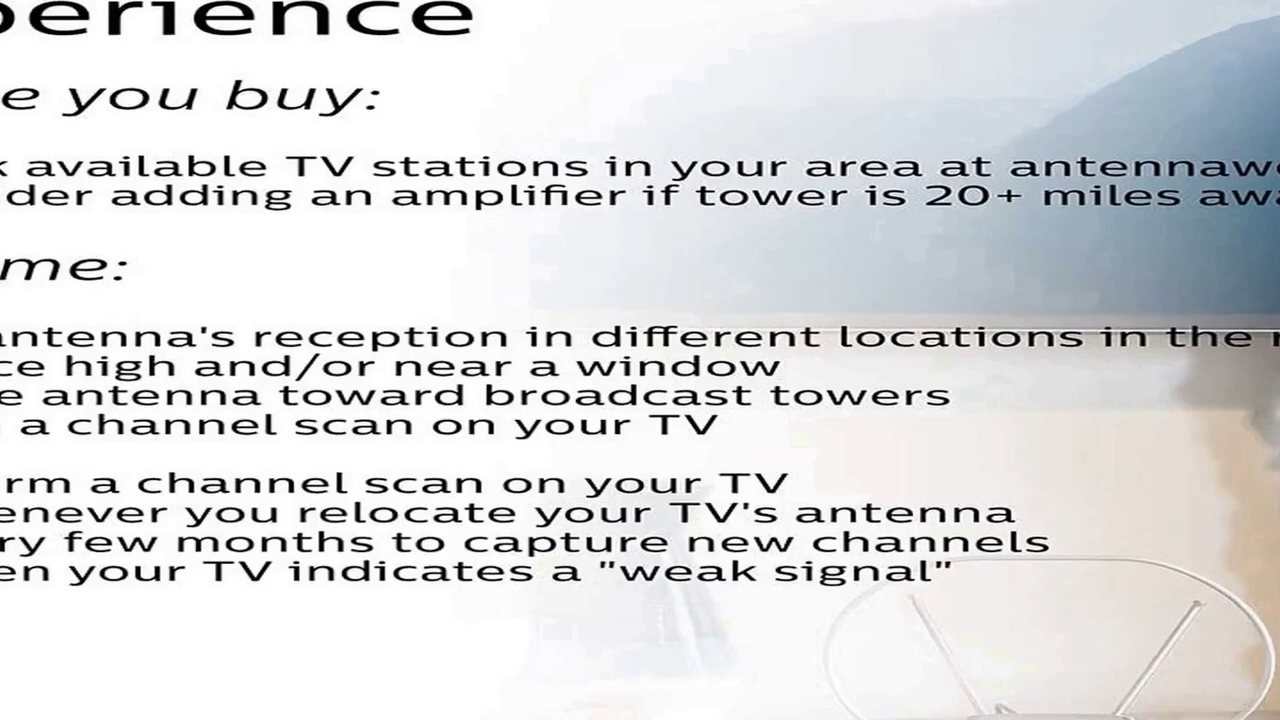 perience
e you buy:
k available TV stations in your area at antennawe
der adding an amplifier if tower is 20+ miles awa
me:
antenna's reception in different locations in the r
ce high and/or near a window
e antenna toward broadcast towers
a channel scan on your TV
rm a channel scan on your TV
enever you relocate your TV's antenna
ry few months to capture new channels
en your TV indicates a "weak signal"